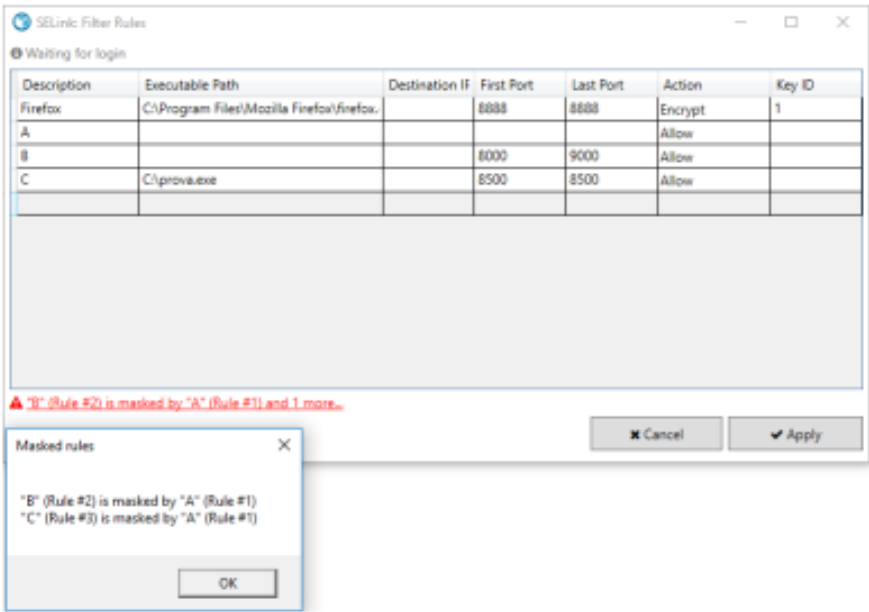 SELink: Filter Rules
Waiting for login
Description Executable Path Destination IF First Port Last Port Action Key ID
Firefox C:\Program Files\Mozilla Firefox\firefox. 8888 8888 Encrypt 1
A Allow
B 8000 9000 Allow
C C:\prova.exe 8500 8500 Allow
"B" (Rule #2) is masked by "A" (Rule #1) and 1 more...
Cancel Apply
Masked rules
"B" (Rule #2) is masked by "A" (Rule #1)
"C" (Rule #3) is masked by "A" (Rule #1)
OK